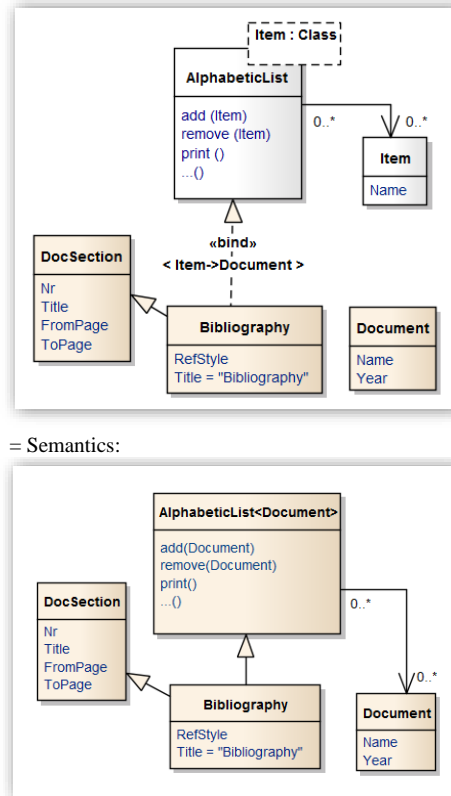 Item : Class
AlphabeticList
add (Item)
remove (Item)
print ()
...()
0..*
0..*
Item
Name
«bind»
< Item->Document >
DocSection
Nr
Title
FromPage
ToPage
Bibliography
RefStyle
Title = "Bibliography"
Document
Name
Year
= Semantics:
AlphabeticList<Document>
add(Document)
remove(Document)
print()
...()
0..*
DocSection
Nr
Title
FromPage
ToPage
0..*
Bibliography
RefStyle
Title = "Bibliography"
Document
Name
Year